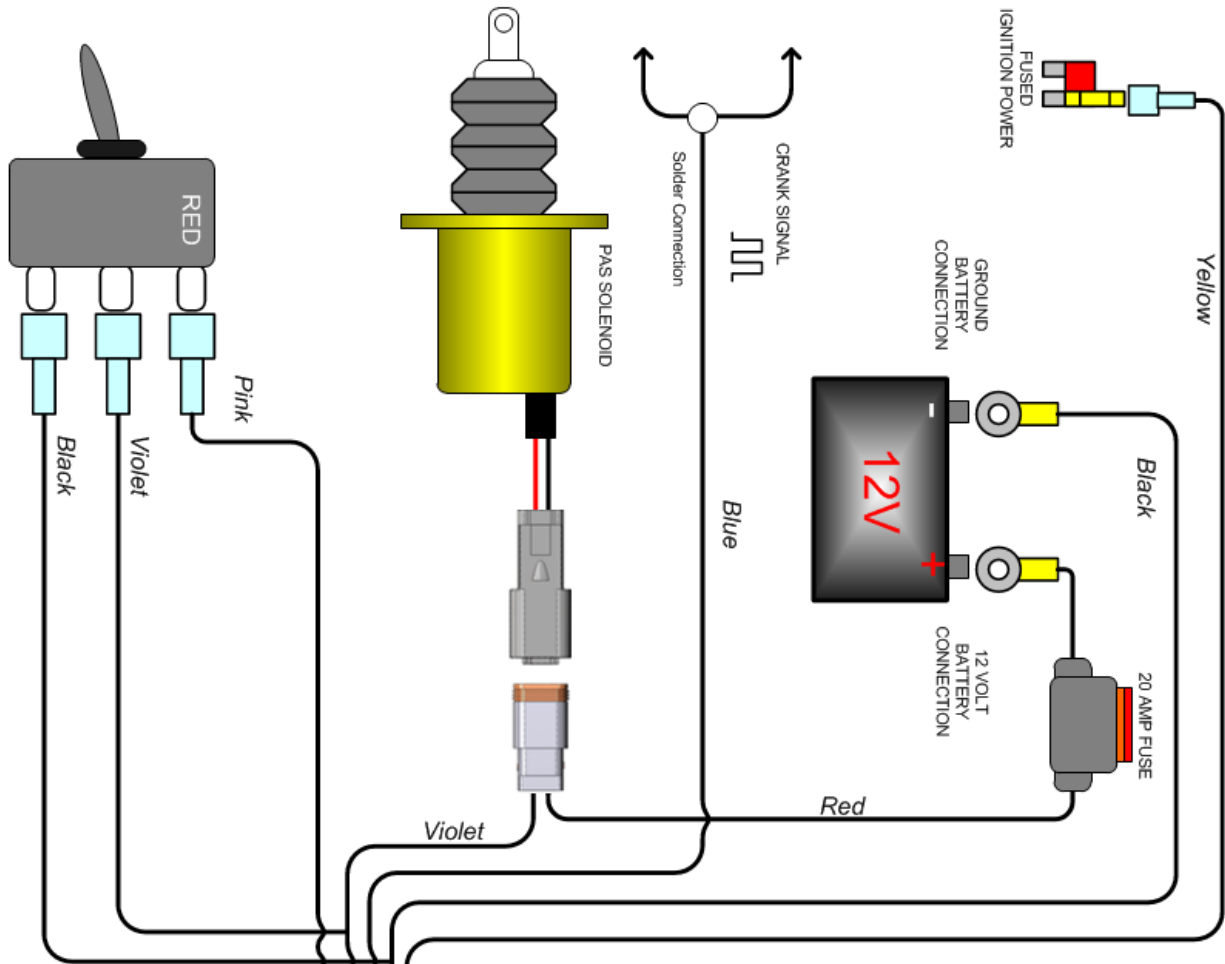 FUSED
IGNITION POWER
CRANK SIGNAL
Solder Connection
RED
PAS SOLENOID
GROUND
BATTERY
CONNECTION
Yellow
Pink
Black
Violet
12V
-
+
Black
Blue
12 VOLT
BATTERY
CONNECTION
20 AMP FUSE
Red
Violet